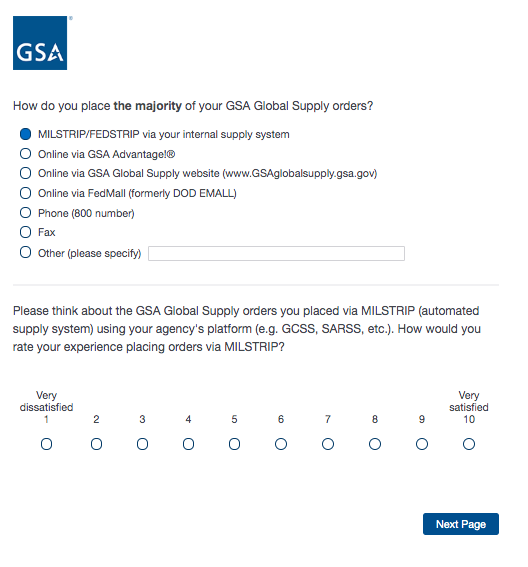 GSA
How do you place the majority of your GSA Global Supply orders?
MILSTRIP/FEDSTRIP via your internal supply system
Online via GSA Advantage!®
Online via GSA Global Supply website (www.GSAglobalsupply.gsa.gov)
Online via FedMall (formerly DOD EMALL)
Phone (800 number)
Fax
Other (please specify)
Please think about the GSA Global Supply orders you placed via MILSTRIP (automated
supply system) using your agency's platform (e.g. GCSS, SARSS, etc.). How would you
rate your experience placing orders via MILSTRIP?
Very Very
dissatisfied satisfied
1 2 3 4 5 6 7 8 9 10
Next Page